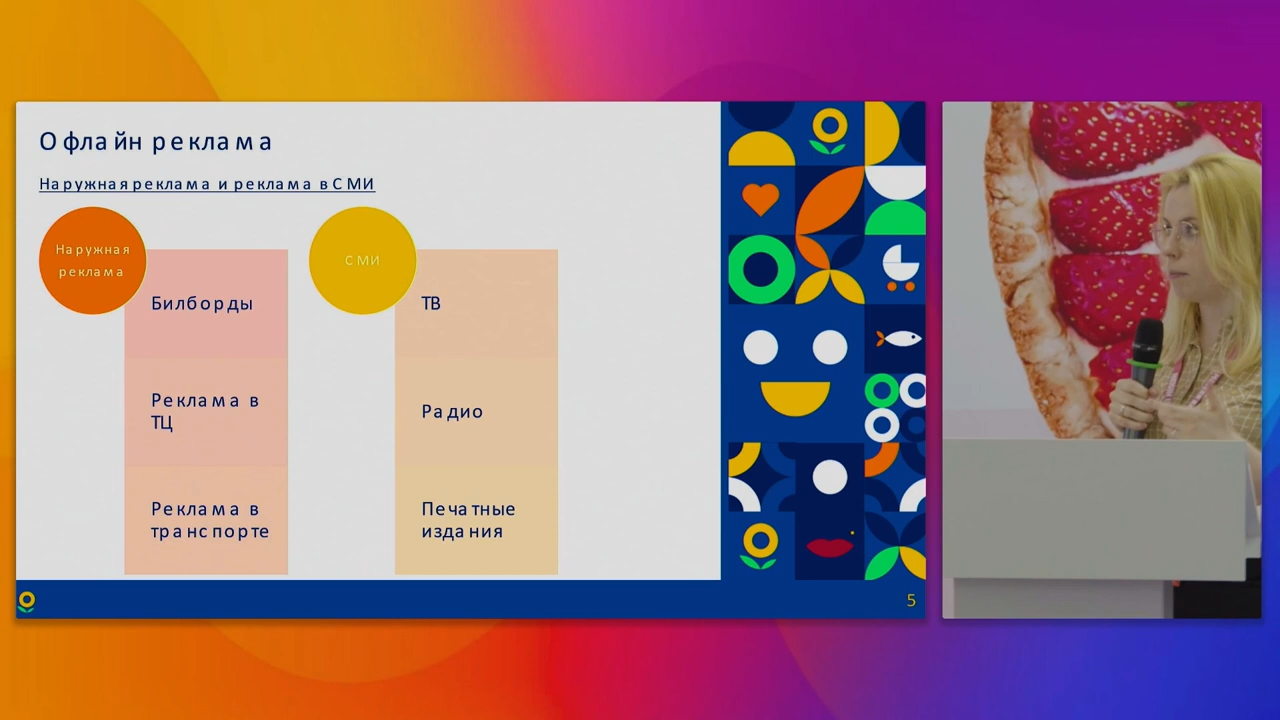 Офлайн реклама
Наружная реклама и реклама в СМИ
Наружная
реклама
Билборды
Реклама в
ТЦ
Реклама в
транспорте
СМИ
ТВ
Радио
Печатные
издания
5